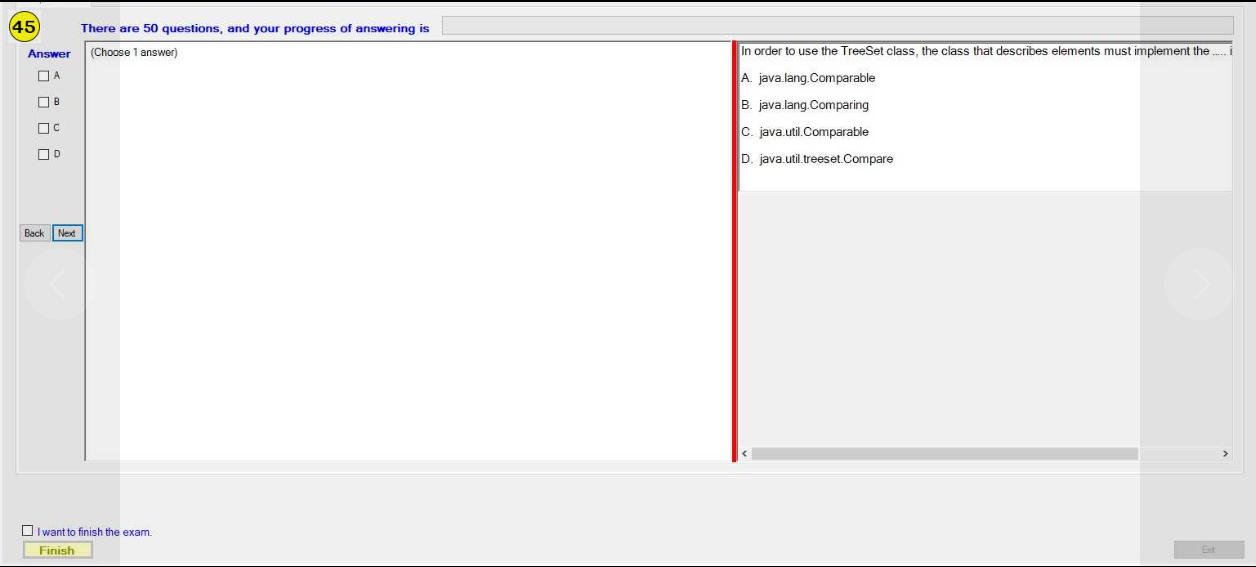 45
There are 50 questions, and your progress of answering is
Answer
(Choose 1 answer)
A
B
C
D
Back
Next
In order to use the TreeSet class, the class that describes elements must implement the ..... i
A. java.lang.Comparable
B. java.lang.Comparing
C. java.util.Comparable
D. java.util.treeset.Compare
I want to finish the exam.
Finish
Exit